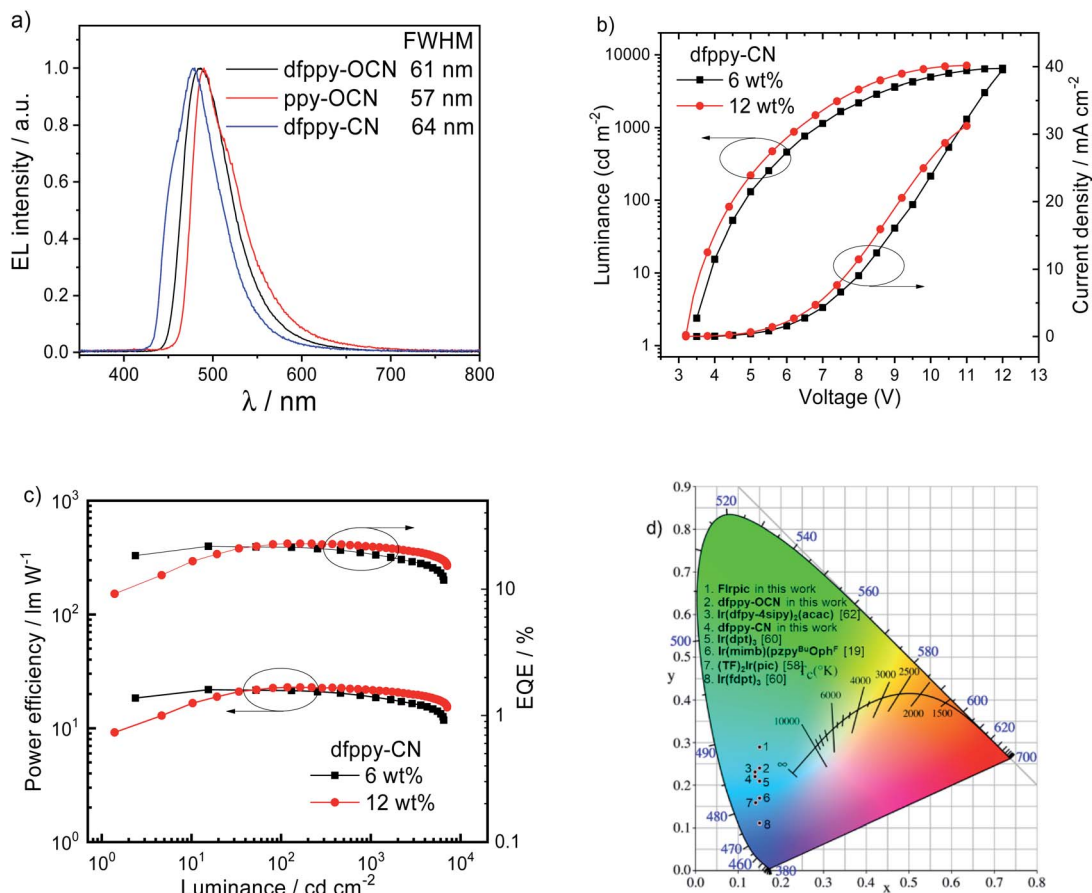 a)
FWHM
dfppy-OCN 61 nm
ppy-OCN 57 nm
dfppy-CN 64 nm
1.0
0.8
0.6
0.4
0.2
0.0
EL intensity / a.u.
400 500 600 700 800
λ / nm
b)
dfppy-CN
6 wt%
12 wt%
10000
1000
100
10
1
Luminance (cd m-2)
40
30
20
10
0
Current density / mA cm-2
3 4 5 6 7 8 9 10 11 12 13
Voltage (V)
c)
10³
10²
10¹
10⁰
Power efficiency / lm W-1
10
1
0.1
EQE / %
dfppy-CN
6 wt%
12 wt%
10⁰ 10¹ 10² 10³ 10⁴
Luminance / cd cm-2
d)
0.9
0.8
0.7
0.6
0.5
y
0.4
0.3
0.2
0.1
0.0
520
540
560
500
580
600
620
700
490
480
470
460
380
1. FIrpic in this work
2. dfppy-OCN in this work
3. Ir(dfpy-4sipy)2(acac) [62]
4. dfppy-CN in this work
5. Ir(dpt)3 [60]
6. Ir(mimb)(pzpyBuOphF [19]
7. (TF)2Ir(pic) [58]
8. Ir(fdpt)3 [60]
Tc(°K)
10000
6000
4000
3000
2500
2000
1500
∞
1
3 2
4 5
7 6
8
0.0 0.1 0.2 0.3 0.4 0.5 0.6 0.7 0.8
x